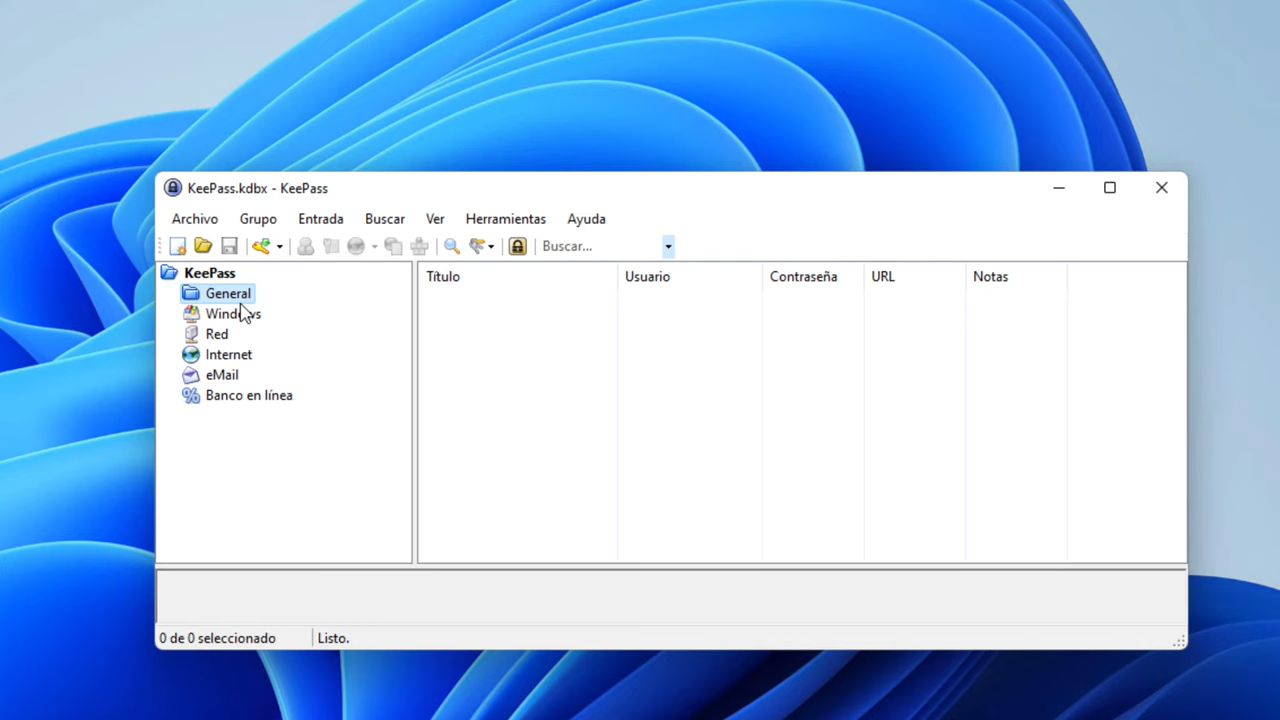 KeePass.kdbx - KeePass
Archivo Grupo Entrada Buscar Ver Herramientas Ayuda
Buscar...
KeePass
General
Windows
Red
Internet
eMail
Banco en línea
Título Usuario Contraseña URL Notas
0 de 0 seleccionado Listo.